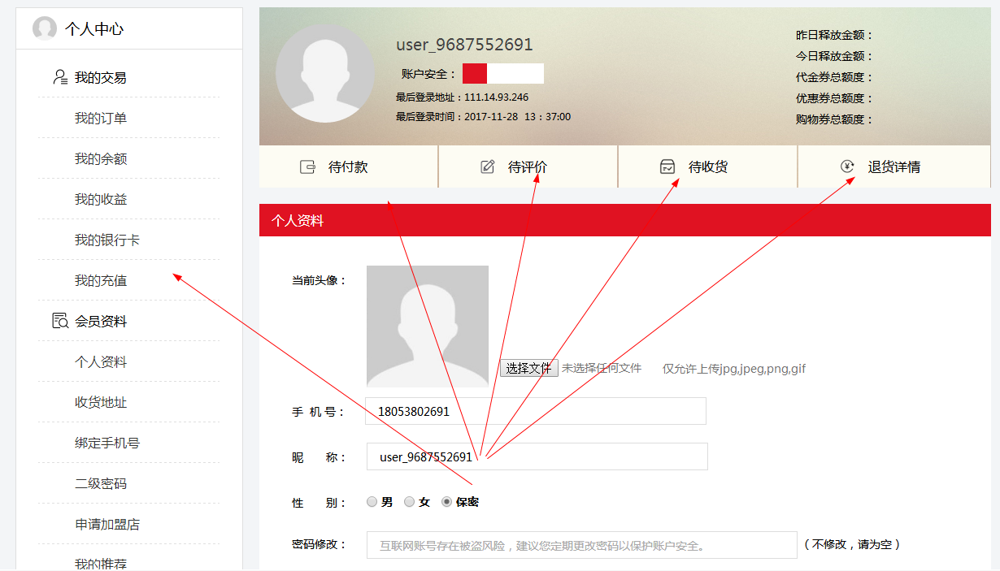 个人中心
我的交易
我的订单
我的余额
我的收益
我的银行卡
我的充值
会员资料
个人资料
收货地址
绑定手机号
二级密码
申请加盟店
我的推荐
user_9687552691
账户安全：
最后登录地址：111.14.93.246
最后登录时间：2017-11-28 13：37:00
昨日释放金额：
今日释放金额：
代金券总额度：
优惠券总额度：
购物券总额度：
待付款 待评价 待收货 退货详情
个人资料
当前头像：
选择文件 未选择任何文件 仅允许上传jpg,jpeg,png,gif
手 机 号： 18053802691
昵 称： user_9687552691
性 别： 男 女 保密
密码修改： 互联网账号存在被盗风险，建议您定期更改密码以保护账户安全。 （不修改，请为空）